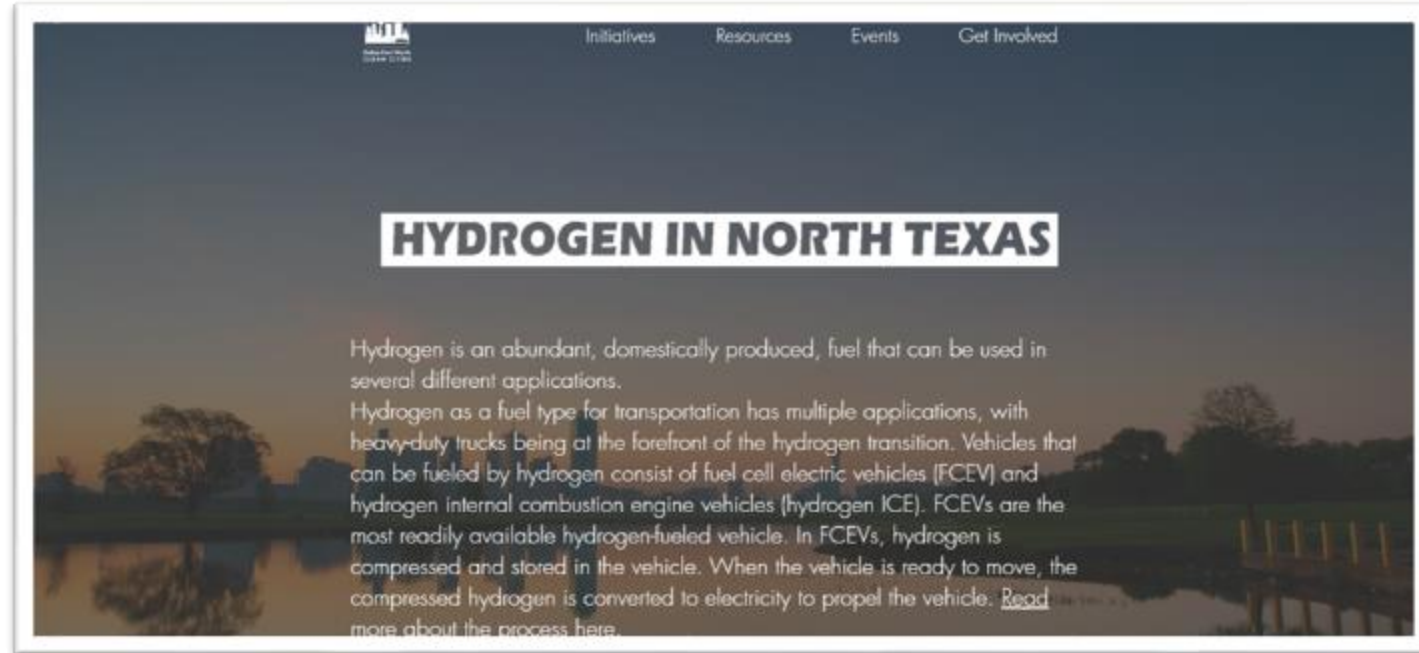 Initiatives Resources Events Get Involved
HYDROGEN IN NORTH TEXAS
Hydrogen is an abundant, domestically produced, fuel that can be used in
several different applications.
Hydrogen as a fuel type for transportation has multiple applications, with
heavy-duty trucks being at the forefront of the hydrogen transition. Vehicles that
can be fueled by hydrogen consist of fuel cell electric vehicles (FCEV) and
hydrogen internal combustion engine vehicles (hydrogen ICE). FCEVs are the
most readily available hydrogen-fueled vehicle. In FCEVs, hydrogen is
compressed and stored in the vehicle. When the vehicle is ready to move, the
compressed hydrogen is converted to electricity to propel the vehicle. Read
more about the process here.